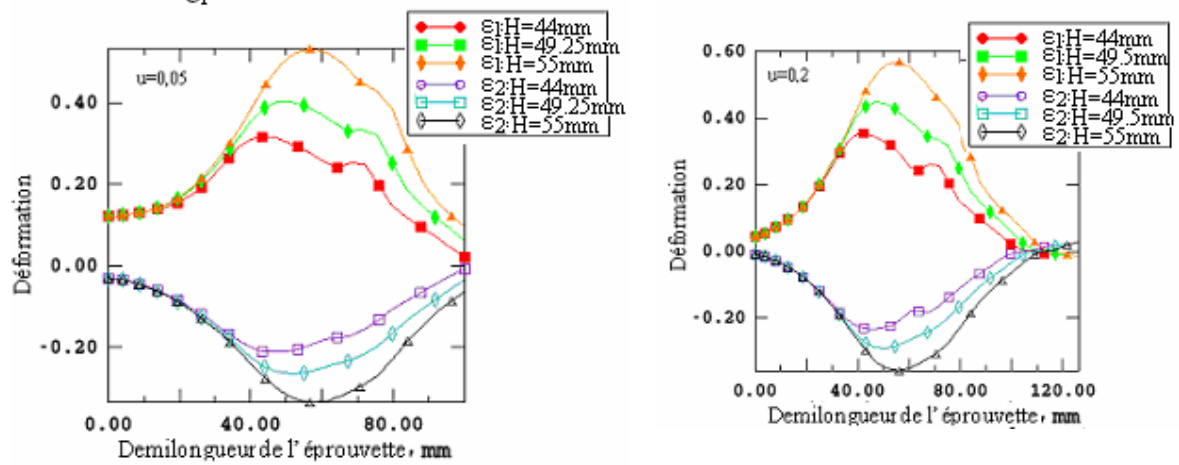 ε1:H=44mm
ε1:H=49.25mm
ε1:H=55mm
ε2:H=44mm
ε2:H=49.25mm
ε2:H=55mm
u=0,05
0.40
0.20
0.00
-0.20
Déformation
0.00
40.00
80.00
Demilongueur de l'éprouvette, mm
ε1:H=44mm
ε1:H=49.5mm
ε1:H=55mm
ε2:H=44mm
ε2:H=49.5mm
ε2:H=55mm
u=0,2
0.60
0.40
0.20
0.00
-0.20
Déformation
0.00
40.00
80.00
120.00
Demilongueur de l'éprouvette, mm